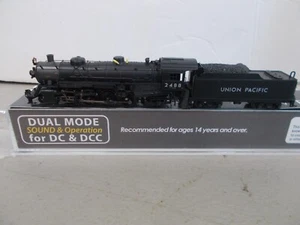 UNION PACIFIC
DUAL MODE
SOUND & Operation
for DC & DCC
Recommended for ages 14 years and over.